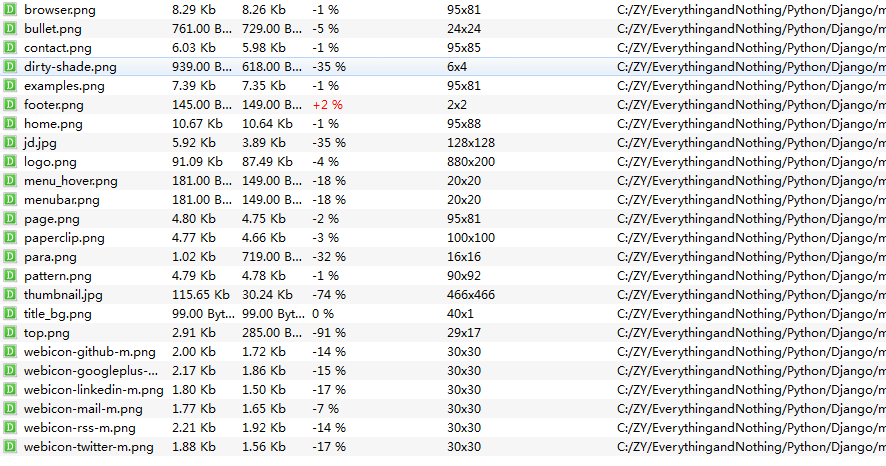 D browser.png 8.29 Kb 8.26 Kb -1 % 95x81 C:/ZY/EverythingandNothing/Python/Django/m
D bullet.png 761.00 B... 729.00 B... -5 % 24x24 C:/ZY/EverythingandNothing/Python/Django/m
D contact.png 6.03 Kb 5.98 Kb -1 % 95x85 C:/ZY/EverythingandNothing/Python/Django/m
D dirty-shade.png 939.00 B... 618.00 B... -35 % 6x4 C:/ZY/EverythingandNothing/Python/Django/m
D examples.png 7.39 Kb 7.35 Kb -1 % 95x81 C:/ZY/EverythingandNothing/Python/Django/m
D footer.png 145.00 B... 149.00 B... +2 % 2x2 C:/ZY/EverythingandNothing/Python/Django/m
D home.png 10.67 Kb 10.64 Kb -1 % 95x88 C:/ZY/EverythingandNothing/Python/Django/m
D jd.jpg 5.92 Kb 3.89 Kb -35 % 128x128 C:/ZY/EverythingandNothing/Python/Django/m
D logo.png 91.09 Kb 87.49 Kb -4 % 880x200 C:/ZY/EverythingandNothing/Python/Django/m
D menu_hover.png 181.00 B... 149.00 B... -18 % 20x20 C:/ZY/EverythingandNothing/Python/Django/m
D menubar.png 181.00 B... 149.00 B... -18 % 20x20 C:/ZY/EverythingandNothing/Python/Django/m
D page.png 4.80 Kb 4.75 Kb -2 % 95x81 C:/ZY/EverythingandNothing/Python/Django/m
D paperclip.png 4.77 Kb 4.66 Kb -3 % 100x100 C:/ZY/EverythingandNothing/Python/Django/m
D para.png 1.02 Kb 719.00 B... -32 % 16x16 C:/ZY/EverythingandNothing/Python/Django/m
D pattern.png 4.79 Kb 4.78 Kb -1 % 90x92 C:/ZY/EverythingandNothing/Python/Django/m
D thumbnail.jpg 115.65 Kb 30.24 Kb -74 % 466x466 C:/ZY/EverythingandNothing/Python/Django/m
D title_bg.png 99.00 Byt... 99.00 Byt... 0 % 40x1 C:/ZY/EverythingandNothing/Python/Django/m
D top.png 2.91 Kb 285.00 B... -91 % 29x17 C:/ZY/EverythingandNothing/Python/Django/m
D webicon-github-m.png 2.00 Kb 1.72 Kb -14 % 30x30 C:/ZY/EverythingandNothing/Python/Django/m
D webicon-googleplus-... 2.17 Kb 1.86 Kb -15 % 30x30 C:/ZY/EverythingandNothing/Python/Django/m
D webicon-linkedin-m.png 1.80 Kb 1.50 Kb -17 % 30x30 C:/ZY/EverythingandNothing/Python/Django/m
D webicon-mail-m.png 1.77 Kb 1.65 Kb -7 % 30x30 C:/ZY/EverythingandNothing/Python/Django/m
D webicon-rss-m.png 2.21 Kb 1.92 Kb -14 % 30x30 C:/ZY/EverythingandNothing/Python/Django/m
D webicon-twitter-m.png 1.88 Kb 1.56 Kb -17 % 30x30 C:/ZY/EverythingandNothing/Python/Django/m